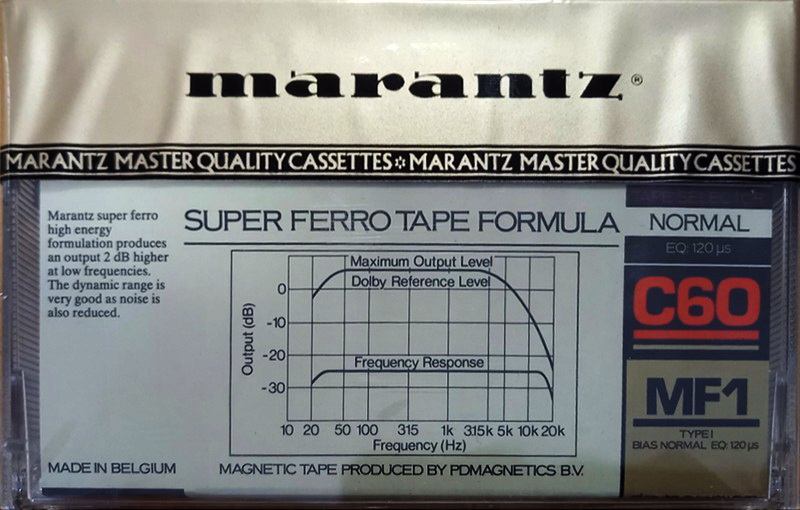 marantz®
MARANTZ MASTER QUALITY CASSETTES ✲ MARANTZ MASTER QUALITY CASSETTES
Marantz super ferro
high energy
formulation produces
an output 2 dB higher
at low frequencies.
The dynamic range is
very good as noise is
also reduced.
MADE IN BELGIUM
SUPER FERRO TAPE FORMULA
Maximum Output Level
Dolby Reference Level
Frequency Response
Output (dB)
0
-10
-20
-30
10 20 50 100 315 1k 3.15k 5k 10k 20k
Frequency (Hz)
MAGNETIC TAPE PRODUCED BY PDMAGNETICS B.V.
NORMAL
EQ: 120 µs
C60
MF1
TYPE I
BIAS NORMAL EQ: 120 µs